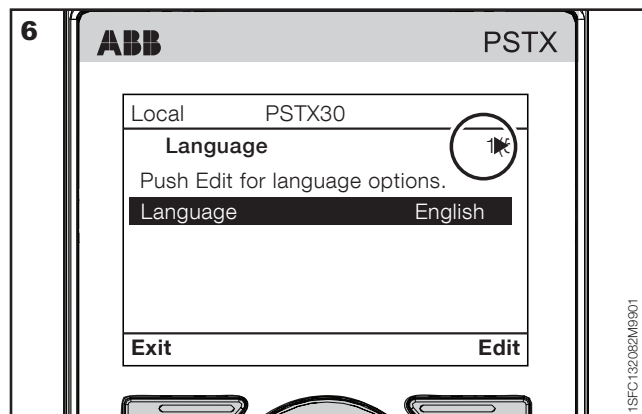 6
ABB PSTX
Local PSTX30
Language
Push Edit for language options.
Language English
Exit Edit
1SFC132082M9901